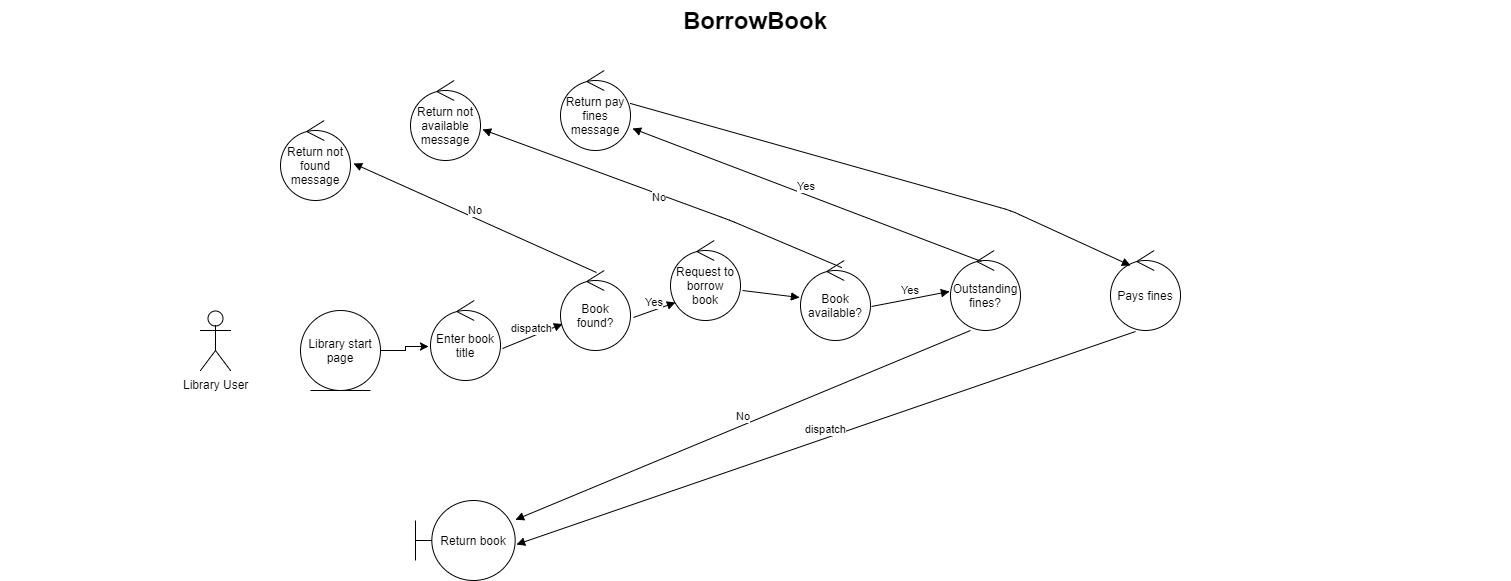 BorrowBook
Return pay
fines
message
Return not
available
message
Return not
found
message
Yes
No
No
Request to
borrow
book
Outstanding
fines?
Pays fines
Book
available?
Yes
Book
found?
Yes
dispatch
Enter book
title
Library start
page
Library User
No
dispatch
Return book